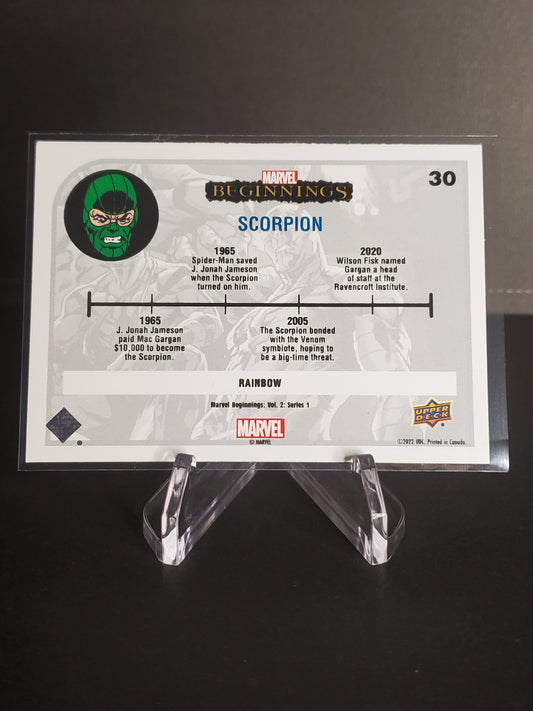 30
MARVEL
BEGINNINGS
SCORPION
1965
Spider-Man saved
J. Jonah Jameson
when the Scorpion
turned on him.
2020
Wilson Fisk named
Gargan a head
of staff at the
Ravencroft Institute.
1965
J. Jonah Jameson
paid Mac Gargan
$10,000 to become
the Scorpion.
2005
The Scorpion bonded
with the Venom
symbiote, hoping to
be a big-time threat.
RAINBOW
Marvel Beginnings: Vol. 2: Series 1
MARVEL
© MARVEL
UPPER
DECK
®
®
©2022 UDC. Printed in Canada.